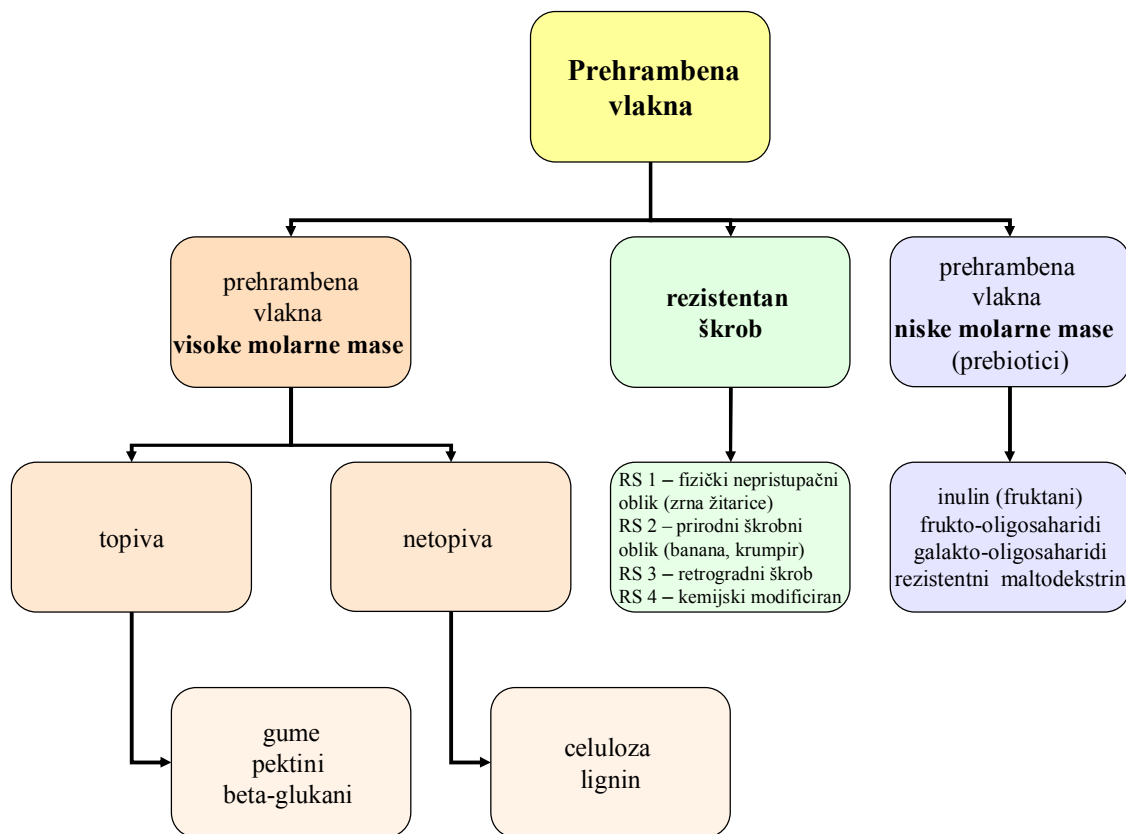 Prehrambena
vlakna
prehrambena
vlakna
visoke molarne mase
rezistentan
škrob
prehrambena
vlakna
niske molarne mase
(prebiotici)
topiva
netopiva
RS 1 – fizički nepristupačni
oblik (zrna žitarice)
RS 2 – prirodni škrobni
oblik (banana, krumpir)
RS 3 – retrogradni škrob
RS 4 – kemijski modificiran
inulin (fruktani)
frukto-oligosaharidi
galakto-oligosaharidi
rezistentni maltodekstrin
gume
pektini
beta-glukani
celuloza
lignin